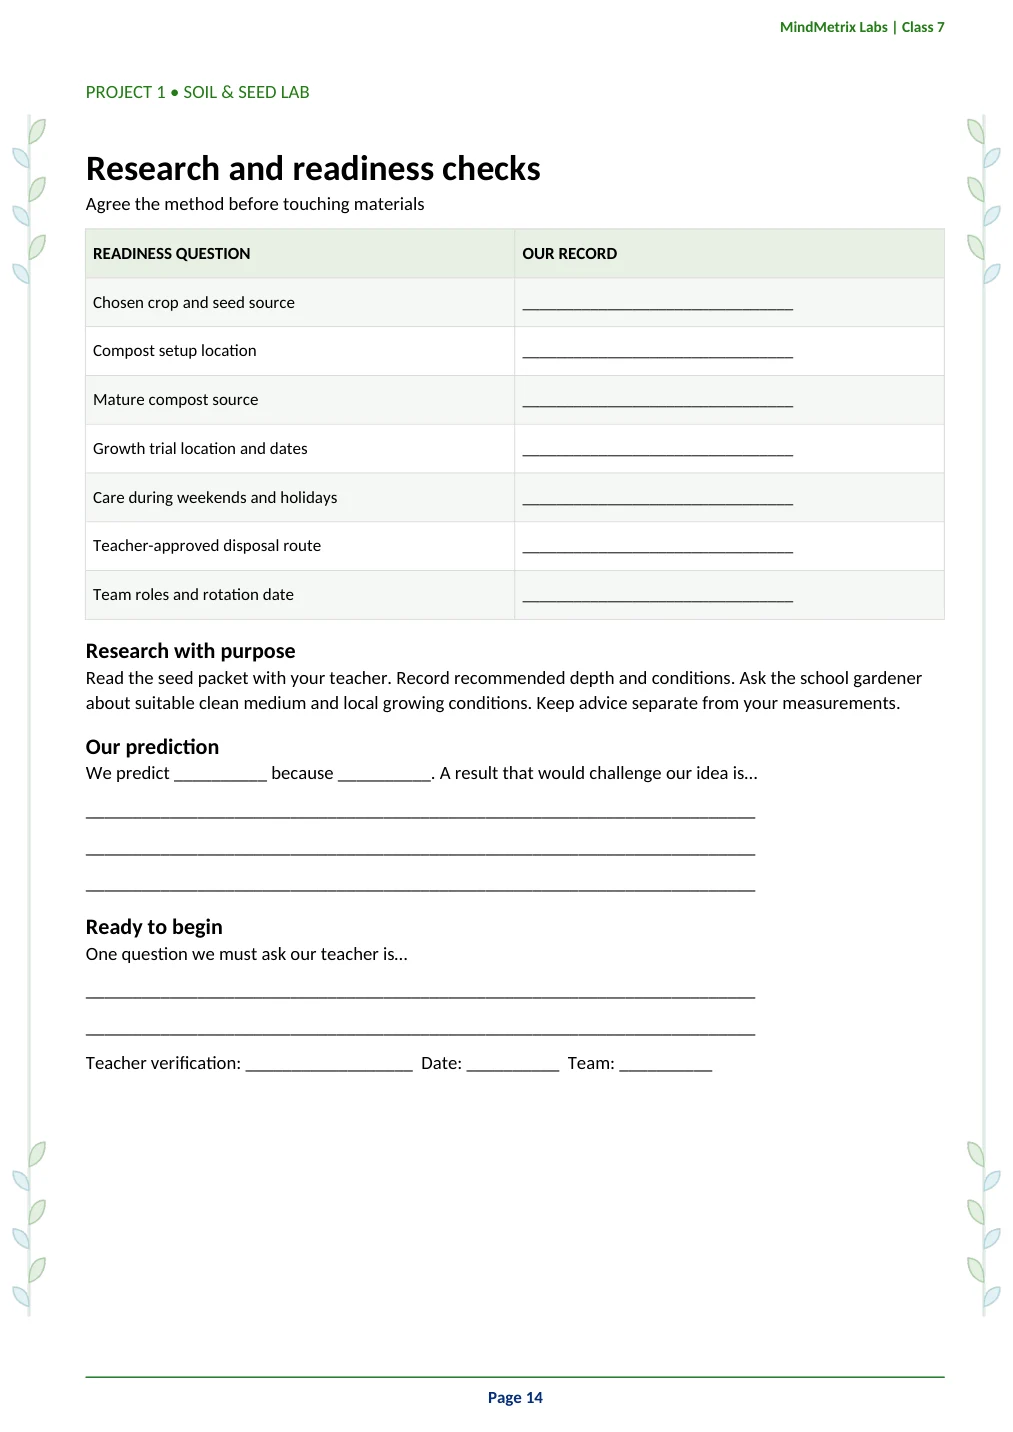 MindMetrix Labs | Class 7
PROJECT 1 • SOIL & SEED LAB
Research and readiness checks
Agree the method before touching materials
READINESS QUESTION OUR RECORD
Chosen crop and seed source ________________________________
Compost setup location ________________________________
Mature compost source ________________________________
Growth trial location and dates ________________________________
Care during weekends and holidays ________________________________
Teacher-approved disposal route ________________________________
Team roles and rotation date ________________________________
Research with purpose
Read the seed packet with your teacher. Record recommended depth and conditions. Ask the school gardener
about suitable clean medium and local growing conditions. Keep advice separate from your measurements.
Our prediction
We predict __________ because __________. A result that would challenge our idea is…
________________________________________________________________________
________________________________________________________________________
________________________________________________________________________
Ready to begin
One question we must ask our teacher is…
________________________________________________________________________
________________________________________________________________________
Teacher verification: __________________ Date: __________ Team: __________
Page 14